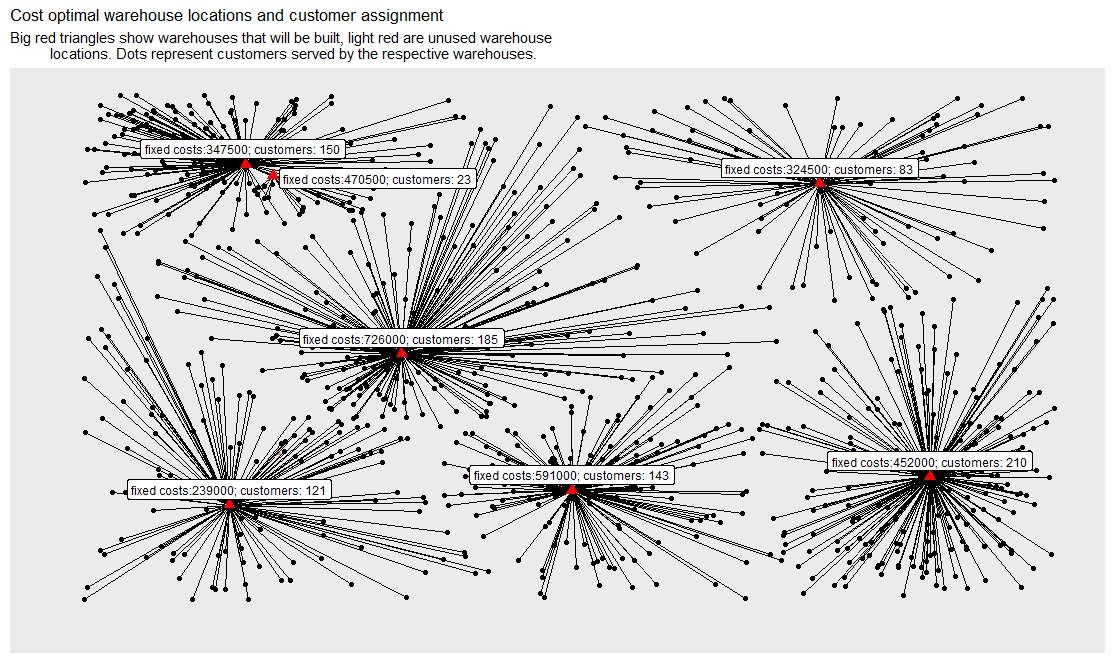 Cost optimal warehouse locations and customer assignment
Big red triangles show warehouses that will be built, light red are unused warehouse
locations. Dots represent customers served by the respective warehouses.
fixed costs:347500; customers: 150
fixed costs:470500; customers: 23
fixed costs:324500; customers: 83
fixed costs:726000; customers: 185
fixed costs:452000; customers: 210
fixed costs:591000; customers: 143
fixed costs:239000; customers: 121